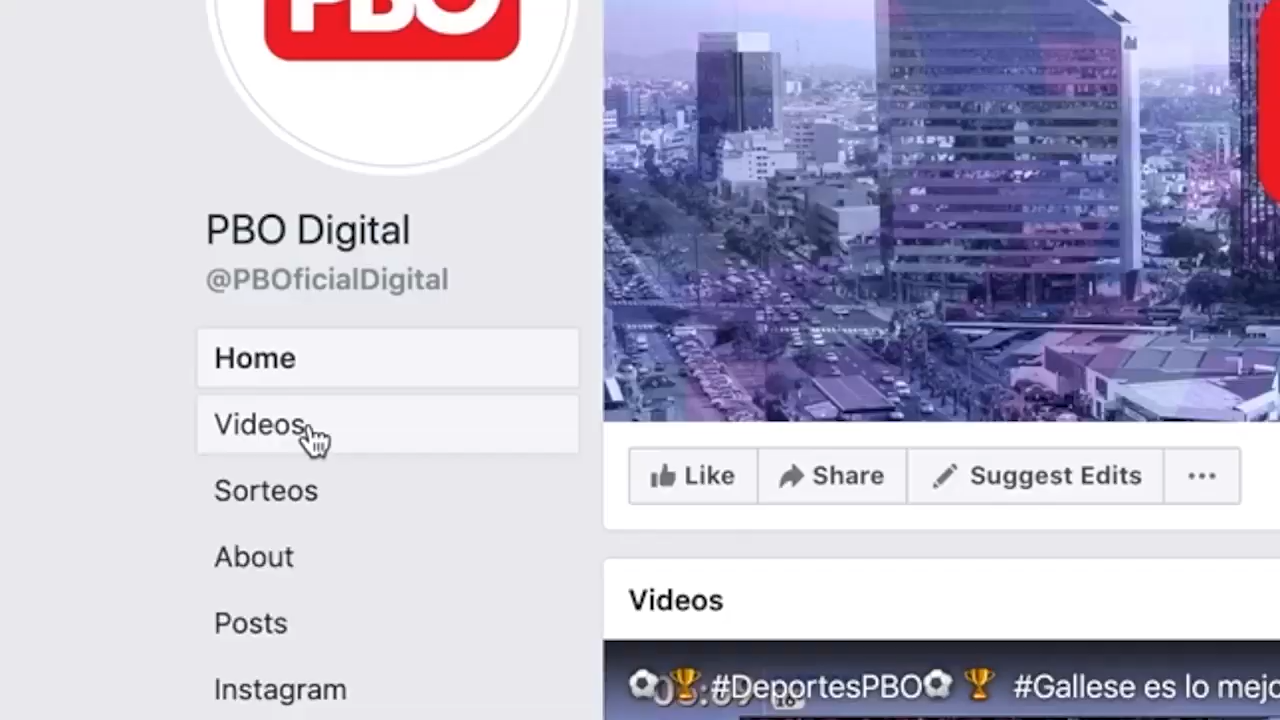 PBO
PBO Digital
@PBOficialDigital
Home
Videos
Sorteos
About
Posts
Instagram
Like
Share
Suggest Edits
Videos
⚽🏆#DeportesPBO⚽🏆 #Gallese es lo mejo